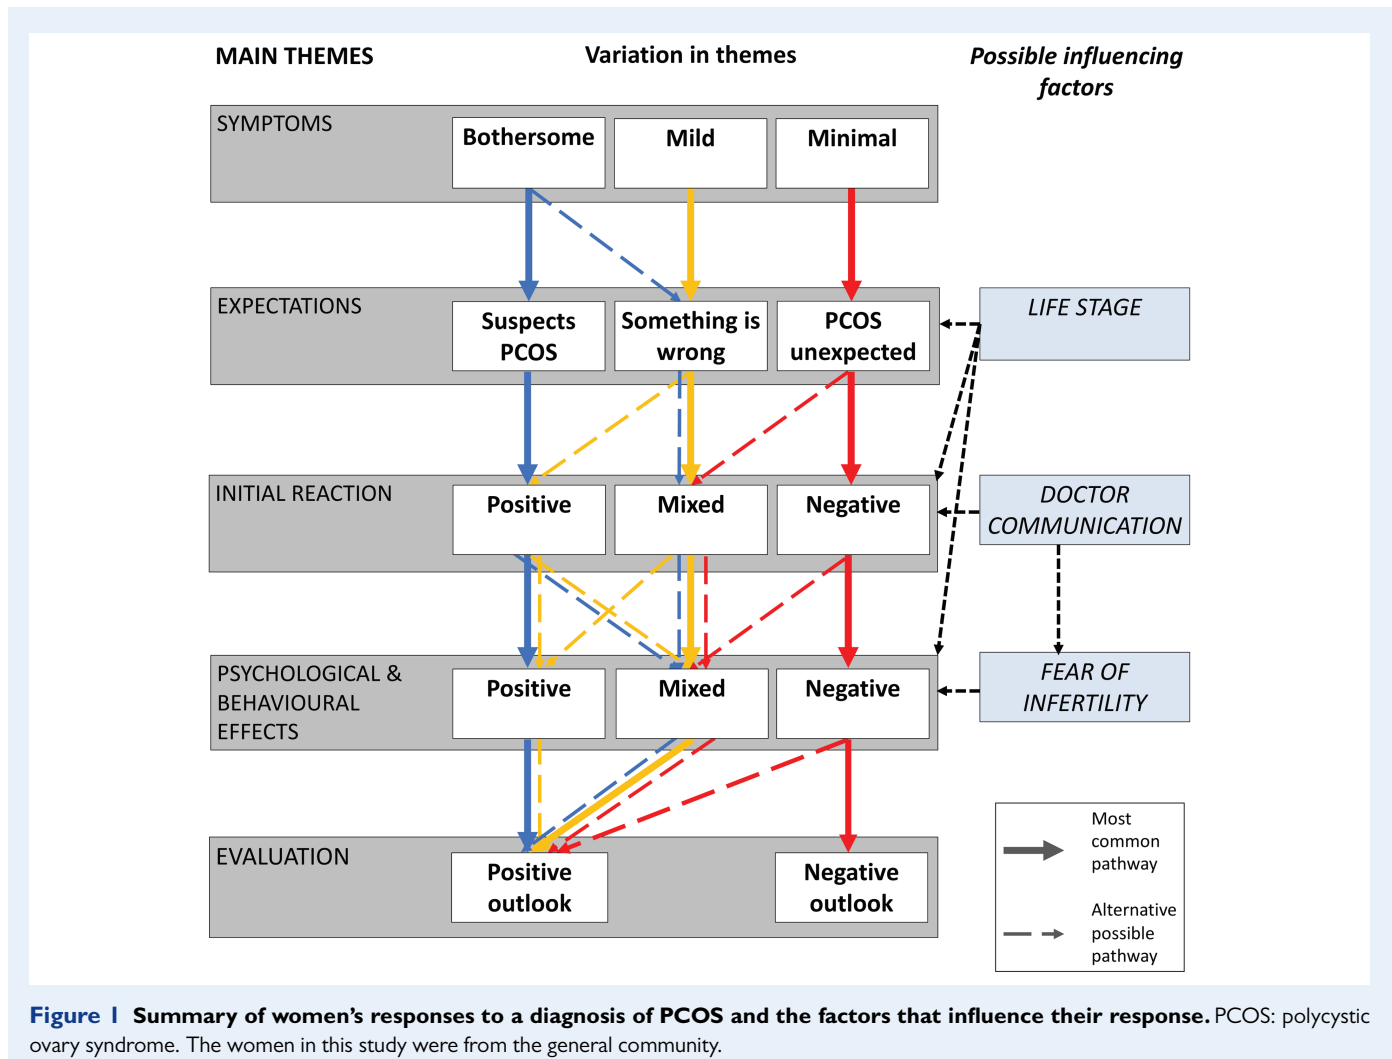 MAIN THEMES
Variation in themes
Possible influencing
factors
SYMPTOMS
Bothersome
Mild
Minimal
EXPECTATIONS
Suspects
PCOS
Something is
wrong
PCOS
unexpected
LIFE STAGE
INITIAL REACTION
Positive
Mixed
Negative
DOCTOR
COMMUNICATION
PSYCHOLOGICAL &
BEHAVIOURAL
EFFECTS
Positive
Mixed
Negative
FEAR OF
INFERTILITY
EVALUATION
Positive
outlook
Negative
outlook
Most
common
pathway
Alternative
possible
pathway
Figure 1 Summary of women's responses to a diagnosis of PCOS and the factors that influence their response. PCOS: polycystic
ovary syndrome. The women in this study were from the general community.